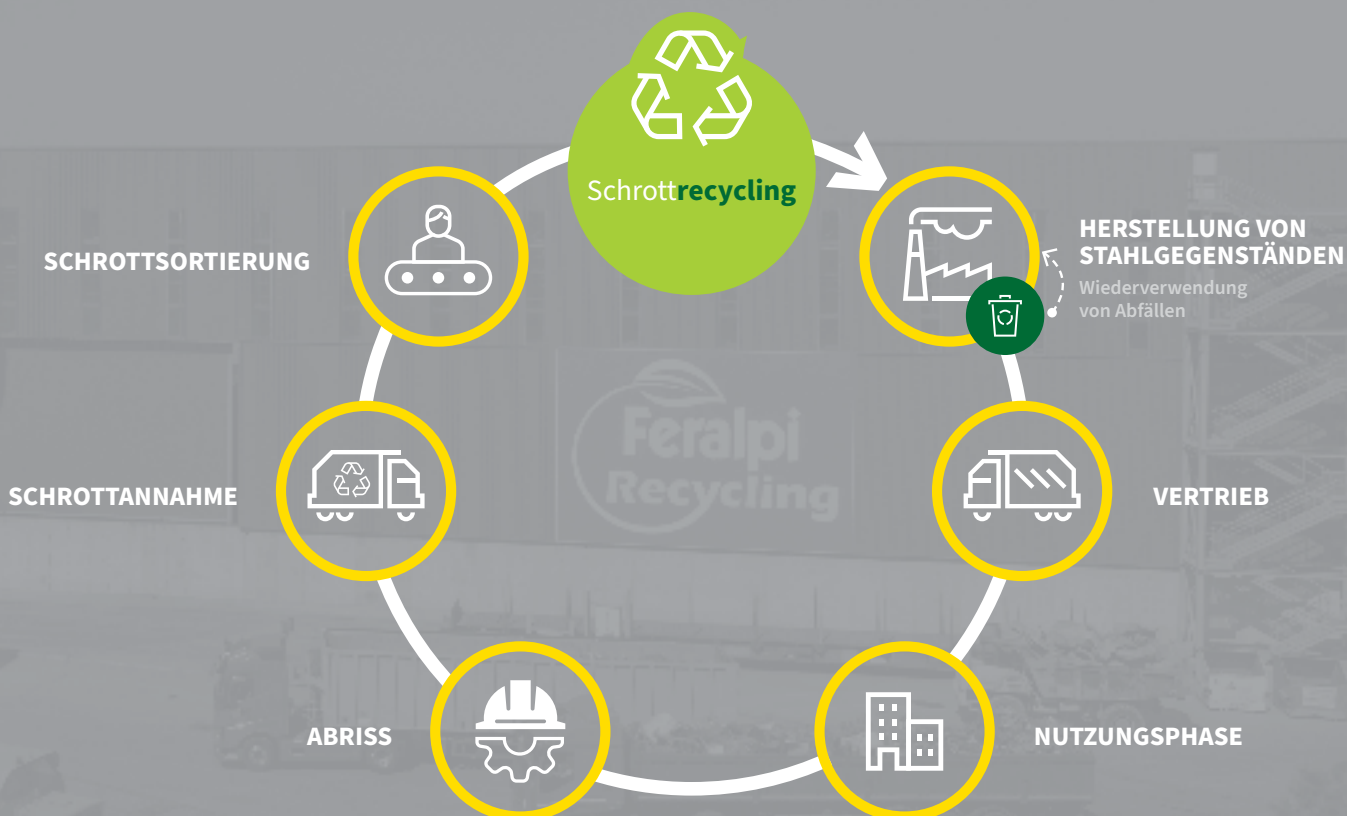 Schrottrecycling
SCHROTTSORTIERUNG
HERSTELLUNG VON
STAHLGEGENSTÄNDEN
Wiederverwendung
von Abfällen
Feralpi
Recycling
SCHROTTANNAHME
VERTRIEB
ABRISS
NUTZUNGSPHASE